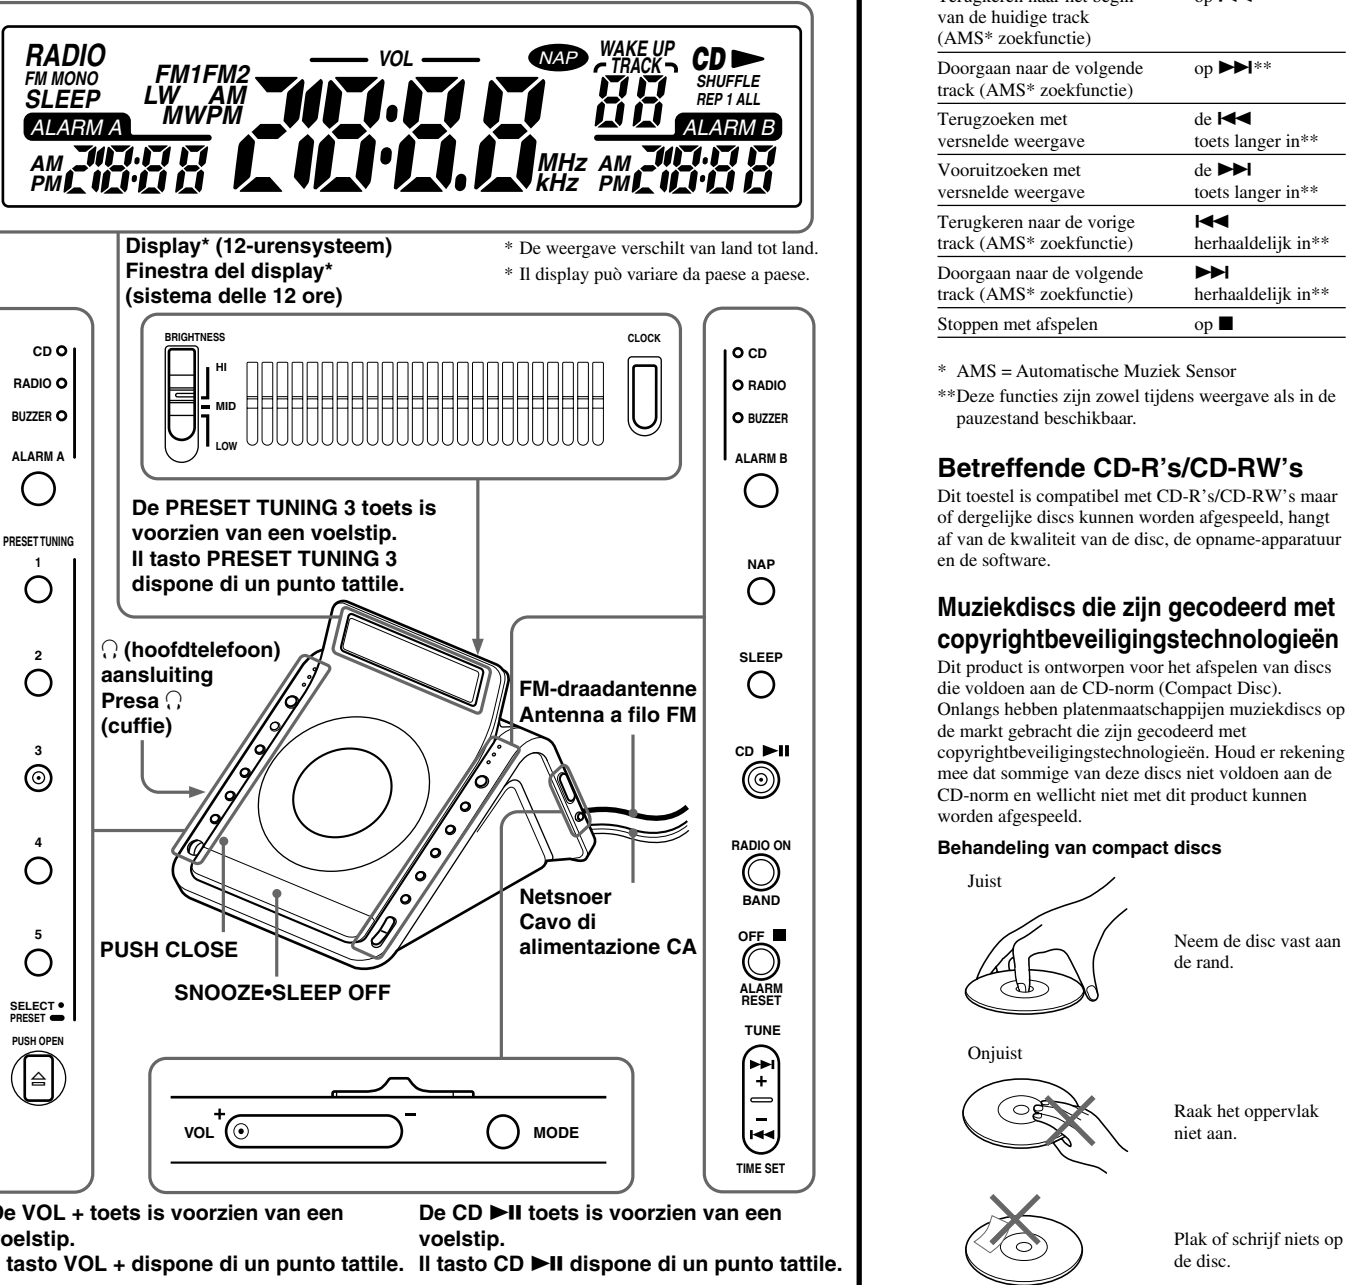 RADIO
FM MONO
SLEEP
ALARM A
FM1 FM2
LW AM
MW PM
VOL
NAP
WAKE UP
TRACK
CD ►
SHUFFLE
REP 1 ALL
88
ALARM B
AM
PM
218:88
218:8.8
MHz
kHz
AM
PM
218:88
Display* (12-urensysteem)
Finestra del display*
(sistema delle 12 ore)
* De weergave verschilt van land tot land.
* Il display può variare da paese a paese.
CD
RADIO
BUZZER
ALARM A
PRESET TUNING
1
2
3
4
5
SELECT •
PRESET
PUSH OPEN
BRIGHTNESS
HI
MID
LOW
CLOCK
De PRESET TUNING 3 toets is
voorzien van een voelstip.
Il tasto PRESET TUNING 3
dispone di un punto tattile.
(hoofdtelefoon)
aansluiting
Presa
(cuffie)
FM-draadantenne
Antenna a filo FM
Netsnoer
Cavo di
alimentazione CA
PUSH CLOSE
SNOOZE•SLEEP OFF
VOL
+
–
MODE
CD
RADIO
BUZZER
ALARM B
NAP
SLEEP
CD ►II
RADIO ON
BAND
OFF ■
ALARM
RESET
TUNE
►►I
+
–
I◄◄
TIME SET
VOL + toets is voorzien van een
tasto VOL + dispone di un punto tattile.
De CD ►II toets is voorzien van een
voelstip.
Il tasto CD ►II dispone di un punto tattile.
van de huidige track
(AMS* zoekfunctie)
Doorgaan naar de volgende op ►►I**
track (AMS* zoekfunctie)
Terugzoeken met de I◄◄
versnelde weergave toets langer in**
Vooruitzoeken met de ►►I
versnelde weergave toets langer in**
Terugkeren naar de vorige I◄◄
track (AMS* zoekfunctie) herhaaldelijk in**
Doorgaan naar de volgende ►►I
track (AMS* zoekfunctie) herhaaldelijk in**
Stoppen met afspelen op ■
* AMS = Automatische Muziek Sensor
**Deze functies zijn zowel tijdens weergave als in de
pauzestand beschikbaar.
Betreffende CD-R's/CD-RW's
Dit toestel is compatibel met CD-R's/CD-RW's maar
of dergelijke discs kunnen worden afgespeeld, hangt
af van de kwaliteit van de disc, de opname-apparatuur
en de software.
Muziekdiscs die zijn gecodeerd met
copyrightbeveiligingstechnologieën
Dit product is ontworpen voor het afspelen van discs
die voldoen aan de CD-norm (Compact Disc).
Onlangs hebben platenmaatschappijen muziekdiscs op
de markt gebracht die zijn gecodeerd met
copyrightbeveiligingstechnologieën. Houd er rekening
mee dat sommige van deze discs niet voldoen aan de
CD-norm en wellicht niet met dit product kunnen
worden afgespeeld.
Behandeling van compact discs
Juist
Neem de disc vast aan
de rand.
Onjuist
Raak het oppervlak
niet aan.
Plak of schrijf niets op
de disc.